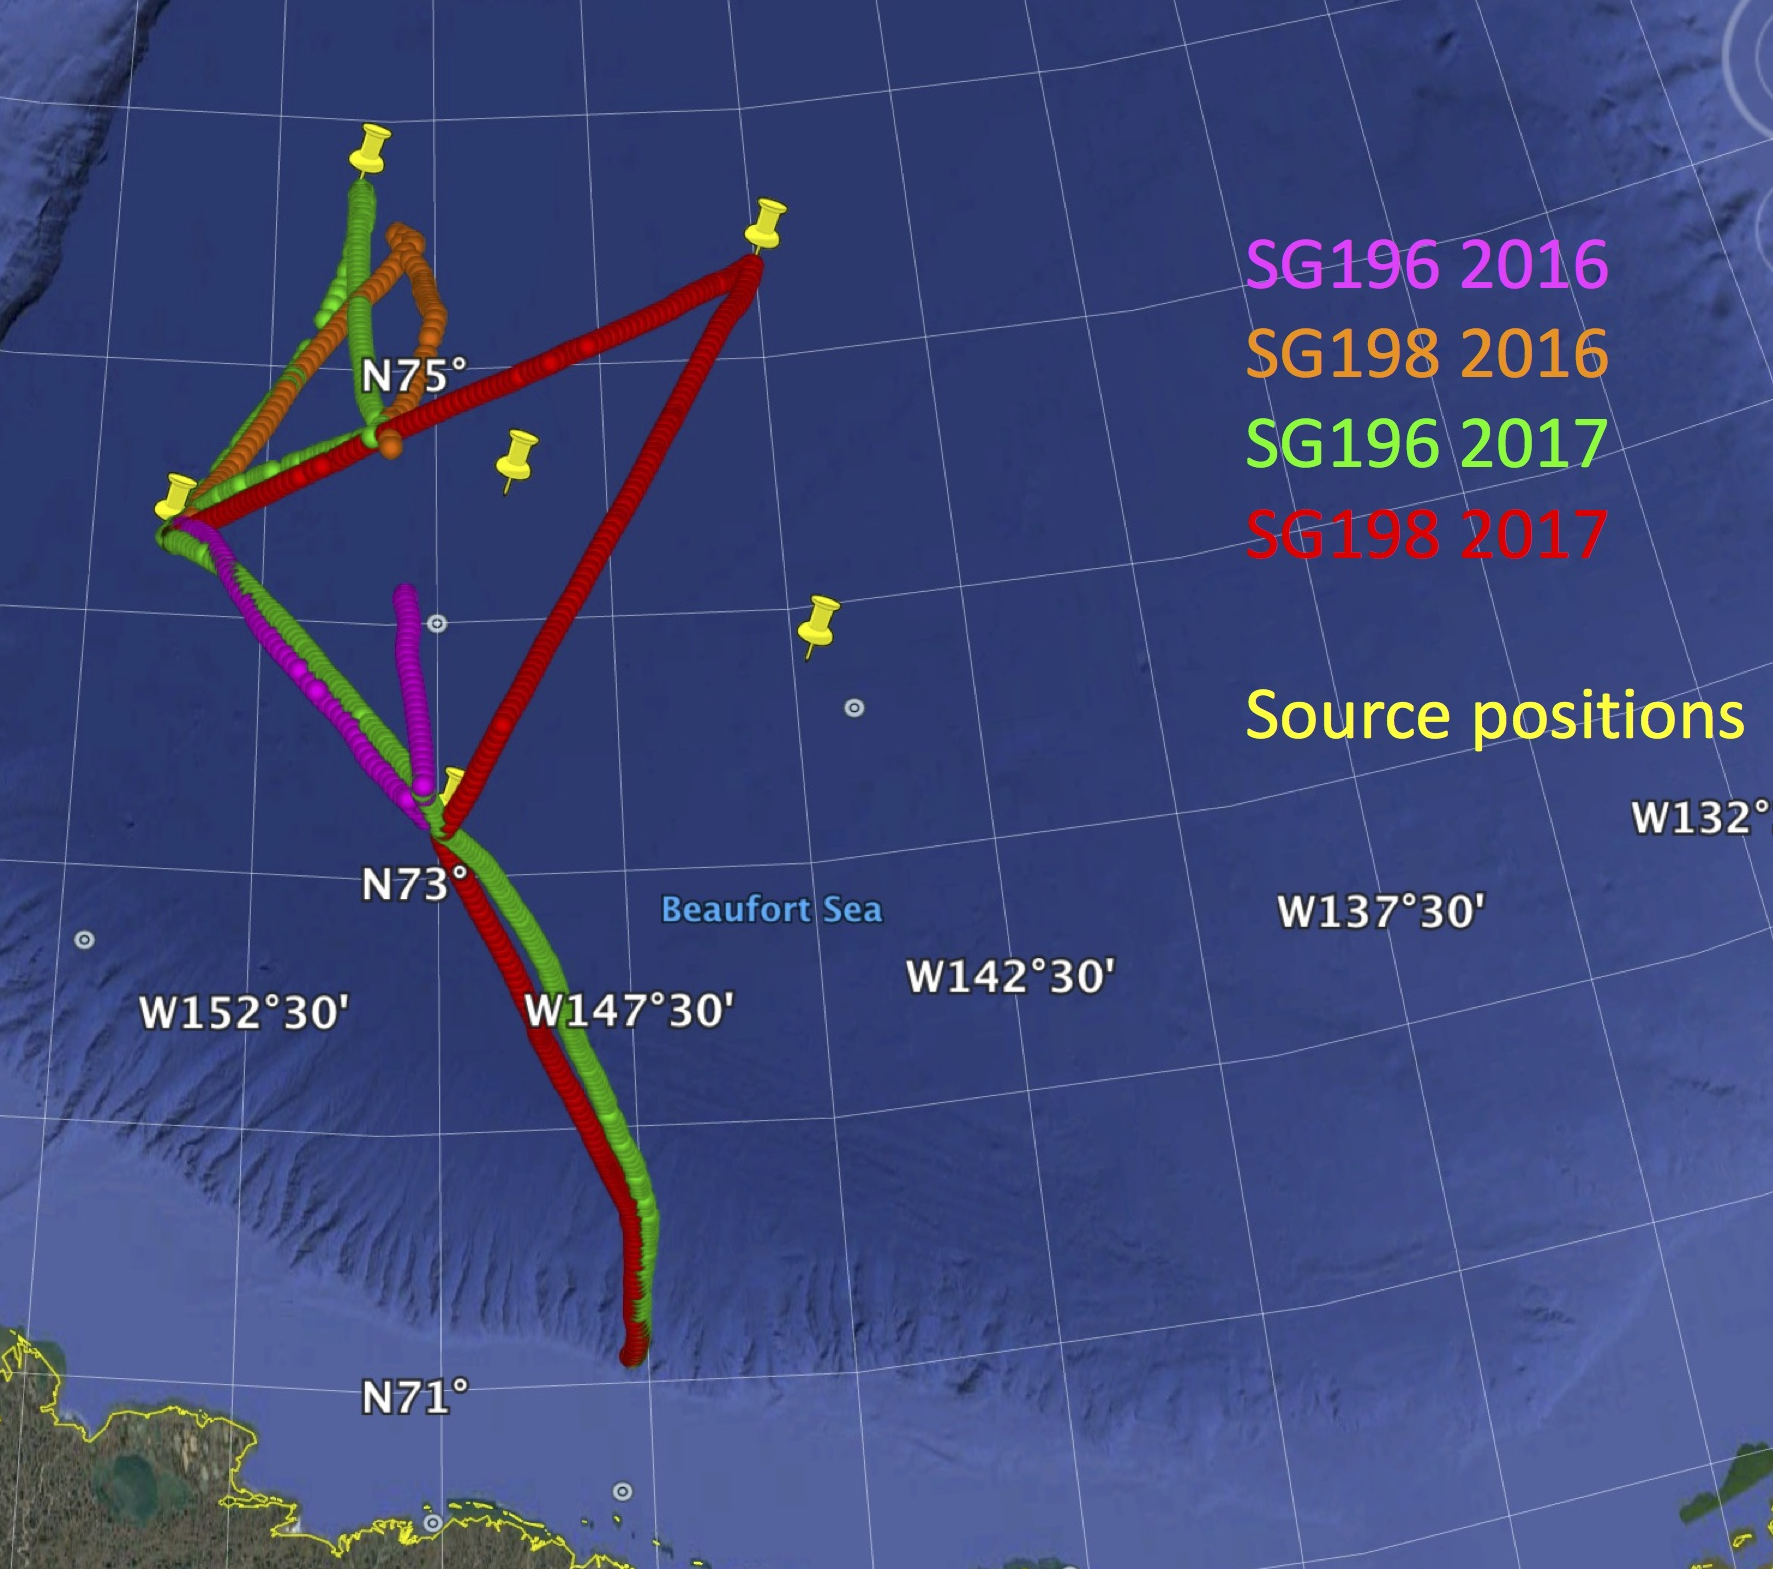 SG196 2016
SG198 2016
N75°
SG196 2017
SG198 2017
Source positions
W132°
N73°
Beaufort Sea
W137°30'
W142°30'
W152°30'
W147°30'
N71°